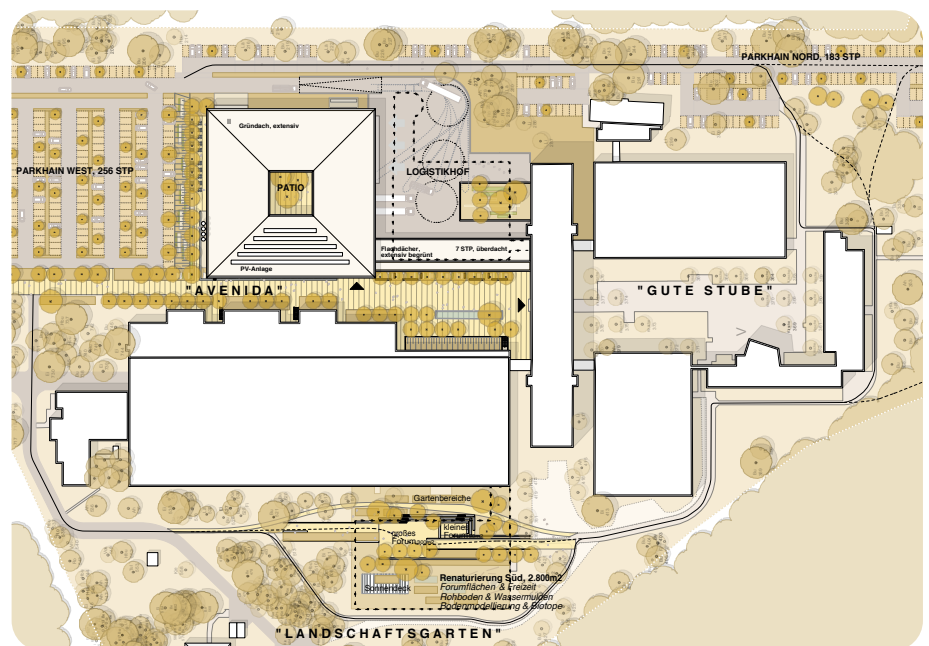 PARKHAIN NORD, 183 STP
Gründach, extensiv
PARKHAIN WEST, 256 STP
LOGISTIKHOF
PATIO
Flachdächer, extensiv begrünt
7 STP, überdacht
PV-Anlage
"AVENIDA"
"GUTE STUBE"
Gartenbereiche
großes
Forum
kleines
Forum
Sonnendeck
Renaturierung Süd, 2.800m2
Forumflächen & Freizeit
Rohboden & Wassermulden
Bodenmodellierung & Biotope
"LANDSCHAFTSGARTEN"